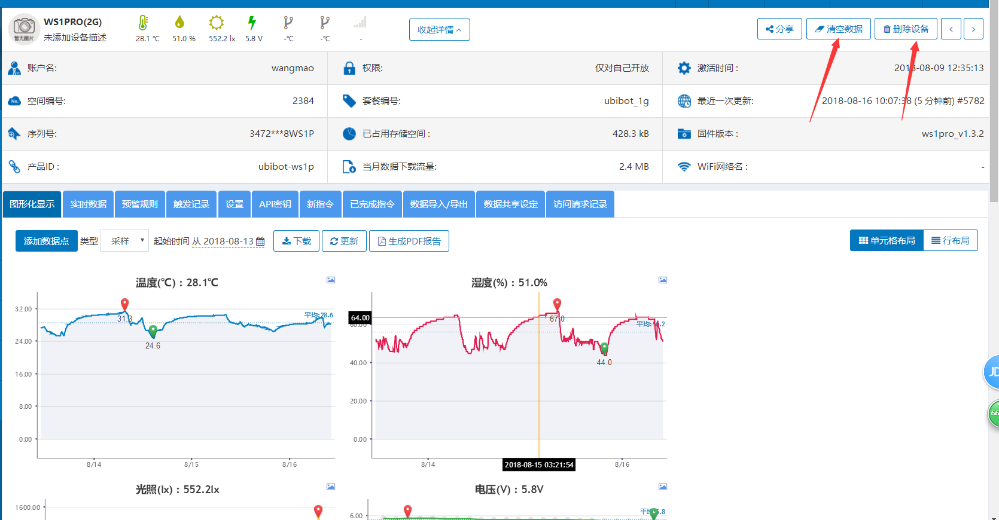 WS1PRO(2G)
未添加设备描述
暂无图片
28.1 ℃
51.0 %
552.2 lx
5.8 V
-℃
-℃
-
收起详情
分享
清空数据
删除设备
账户名:
wangmao
权限:
仅对自己开放
激活时间 :
2018-08-09 12:35:13
空间编号:
2384
套餐编号:
ubibot_1g
最近一次更新:
2018-08-16 10:07:38 (5 分钟前) #5782
序列号:
3472***8WS1P
已占用存储空间 :
428.3 kB
固件版本 :
ws1pro_v1.3.2
产品ID :
ubibot-ws1p
当月数据下载流量:
2.4 MB
WiFi网络名 :
-
图形化显示
实时数据
预警规则
触发记录
设置
API密钥
新指令
已完成指令
数据导入/导出
数据共享设定
访问请求记录
添加数据点
类型
采样
起始时间 从 2018-08-13
下载
更新
生成PDF报告
单元格布局
行布局
温度(℃) : 28.1℃
32.00
24.00
16.00
8.00
0.00
31.3
24.6
平均:28.6
8/14
8/15
8/16
湿度(%) : 51.0%
64.00
60.00
40.00
20.00
0.00
67.0
44.0
8/14
2018-08-15 03:21:54
8/16
光照(lx) : 552.2lx
1600.00
电压(V) : 5.8V
6.00
JD
66